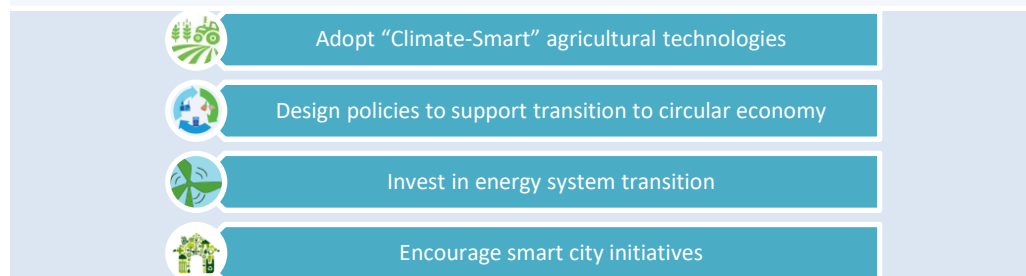 Adopt “Climate-Smart” agricultural technologies
Design policies to support transition to circular economy
Invest in energy system transition
Encourage smart city initiatives